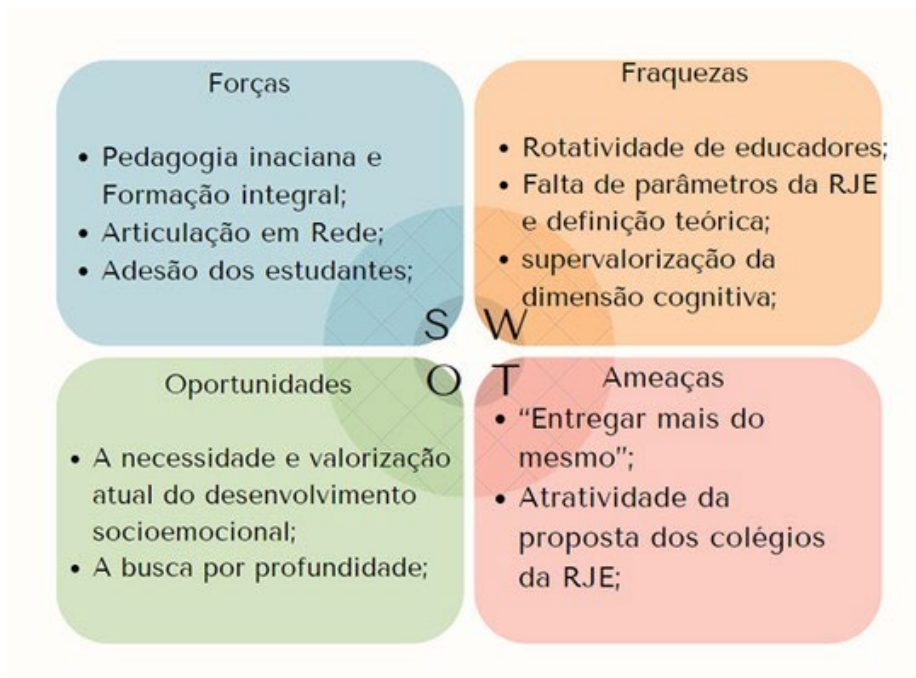 Forças
• Pedagogia inaciana e
Formação integral;
• Articulação em Rede;
• Adesão dos estudantes;
Fraquezas
• Rotatividade de educadores;
• Falta de parâmetros da RJE
e definição teórica;
• supervalorização da
dimensão cognitiva;
S W
O T
Oportunidades
• A necessidade e valorização
atual do desenvolvimento
socioemocional;
• A busca por profundidade;
Ameaças
• “Entregar mais do
mesmo”;
• Atratividade da
proposta dos colégios
da RJE;